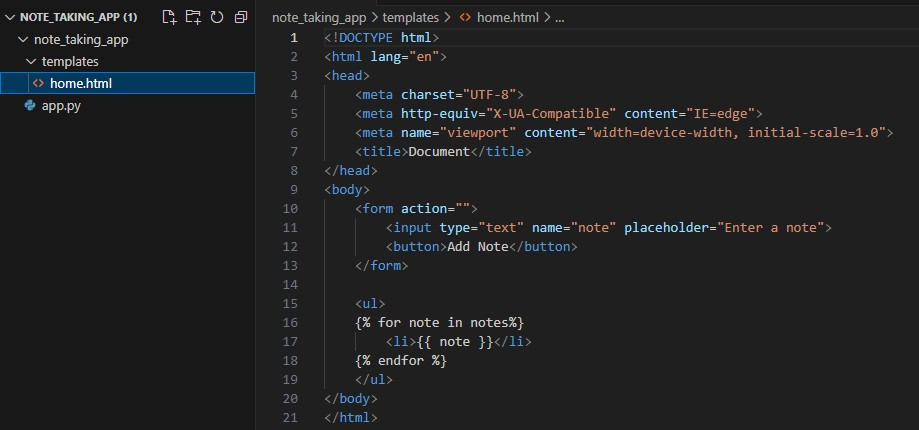 NOTE_TAKING_APP (1)
note_taking_app
templates
home.html
app.py
note_taking_app > templates > <> home.html > ...
1 <!DOCTYPE html>
2 <html lang="en">
3 <head>
4     <meta charset="UTF-8">
5     <meta http-equiv="X-UA-Compatible" content="IE=edge">
6     <meta name="viewport" content="width=device-width, initial-scale=1.0">
7     <title>Document</title>
8 </head>
9 <body>
10     <form action="">
11         <input type="text" name="note" placeholder="Enter a note">
12         <button>Add Note</button>
13     </form>
14
15     <ul>
16     {% for note in notes%}
17         <li>{{ note }}</li>
18     {% endfor %}
19     </ul>
20 </body>
21 </html>